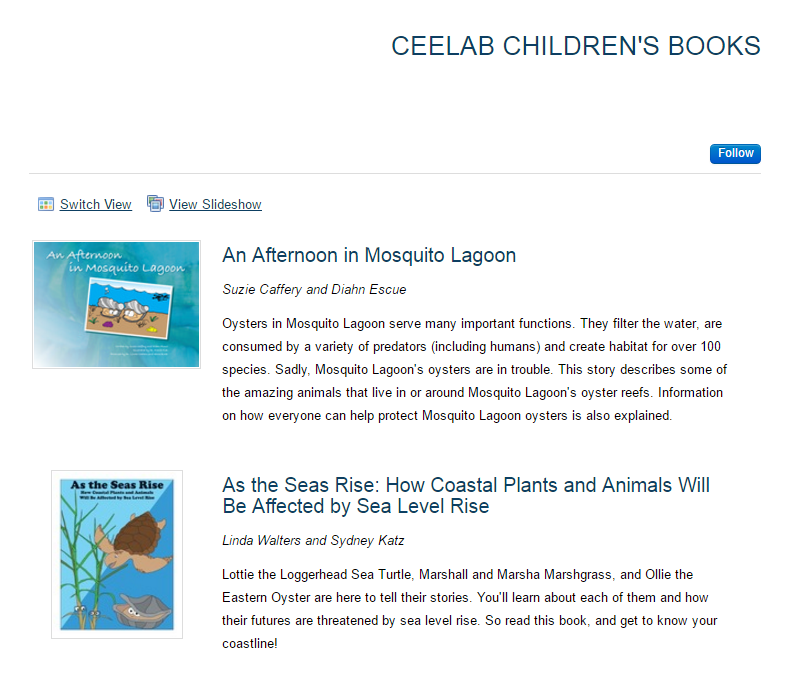 CEELAB CHILDREN'S BOOKS
Follow
Switch View View Slideshow
An Afternoon
in Mosquito Lagoon
An Afternoon in Mosquito Lagoon
Suzie Caffery and Diahn Escue
Oysters in Mosquito Lagoon serve many important functions. They filter the water, are
consumed by a variety of predators (including humans) and create habitat for over 100
species. Sadly, Mosquito Lagoon's oysters are in trouble. This story describes some of
the amazing animals that live in or around Mosquito Lagoon's oyster reefs. Information
on how everyone can help protect Mosquito Lagoon oysters is also explained.
As the Seas Rise
How Coastal Plants and Animals
Will Be Affected by Sea Level Rise
As the Seas Rise: How Coastal Plants and Animals Will
Be Affected by Sea Level Rise
Linda Walters and Sydney Katz
Lottie the Loggerhead Sea Turtle, Marshall and Marsha Marshgrass, and Ollie the
Eastern Oyster are here to tell their stories. You'll learn about each of them and how
their futures are threatened by sea level rise. So read this book, and get to know your
coastline!